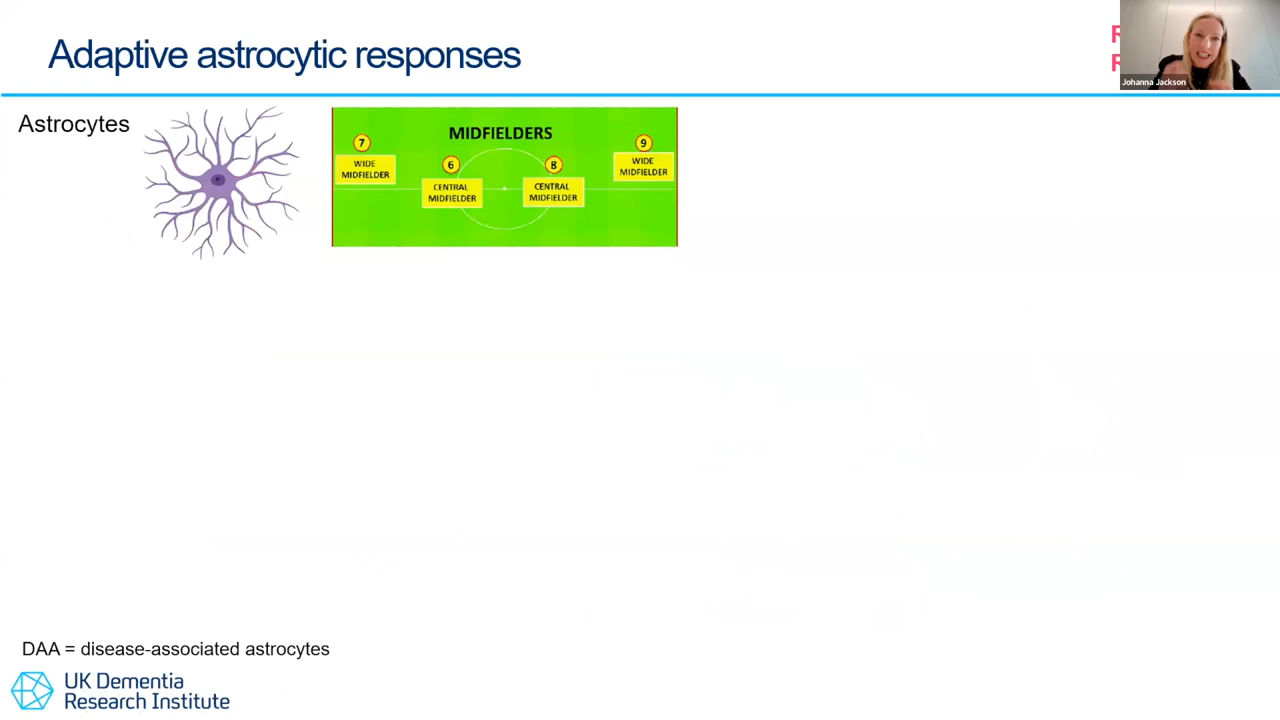 Adaptive astrocytic responses
R
R
Johanna Jackson
Astrocytes
MIDFIELDERS
7
WIDE
MIDFIELDER
6
CENTRAL
MIDFIELDER
8
CENTRAL
MIDFIELDER
9
WIDE
MIDFIELDER
DAA = disease-associated astrocytes
UK Dementia
Research Institute